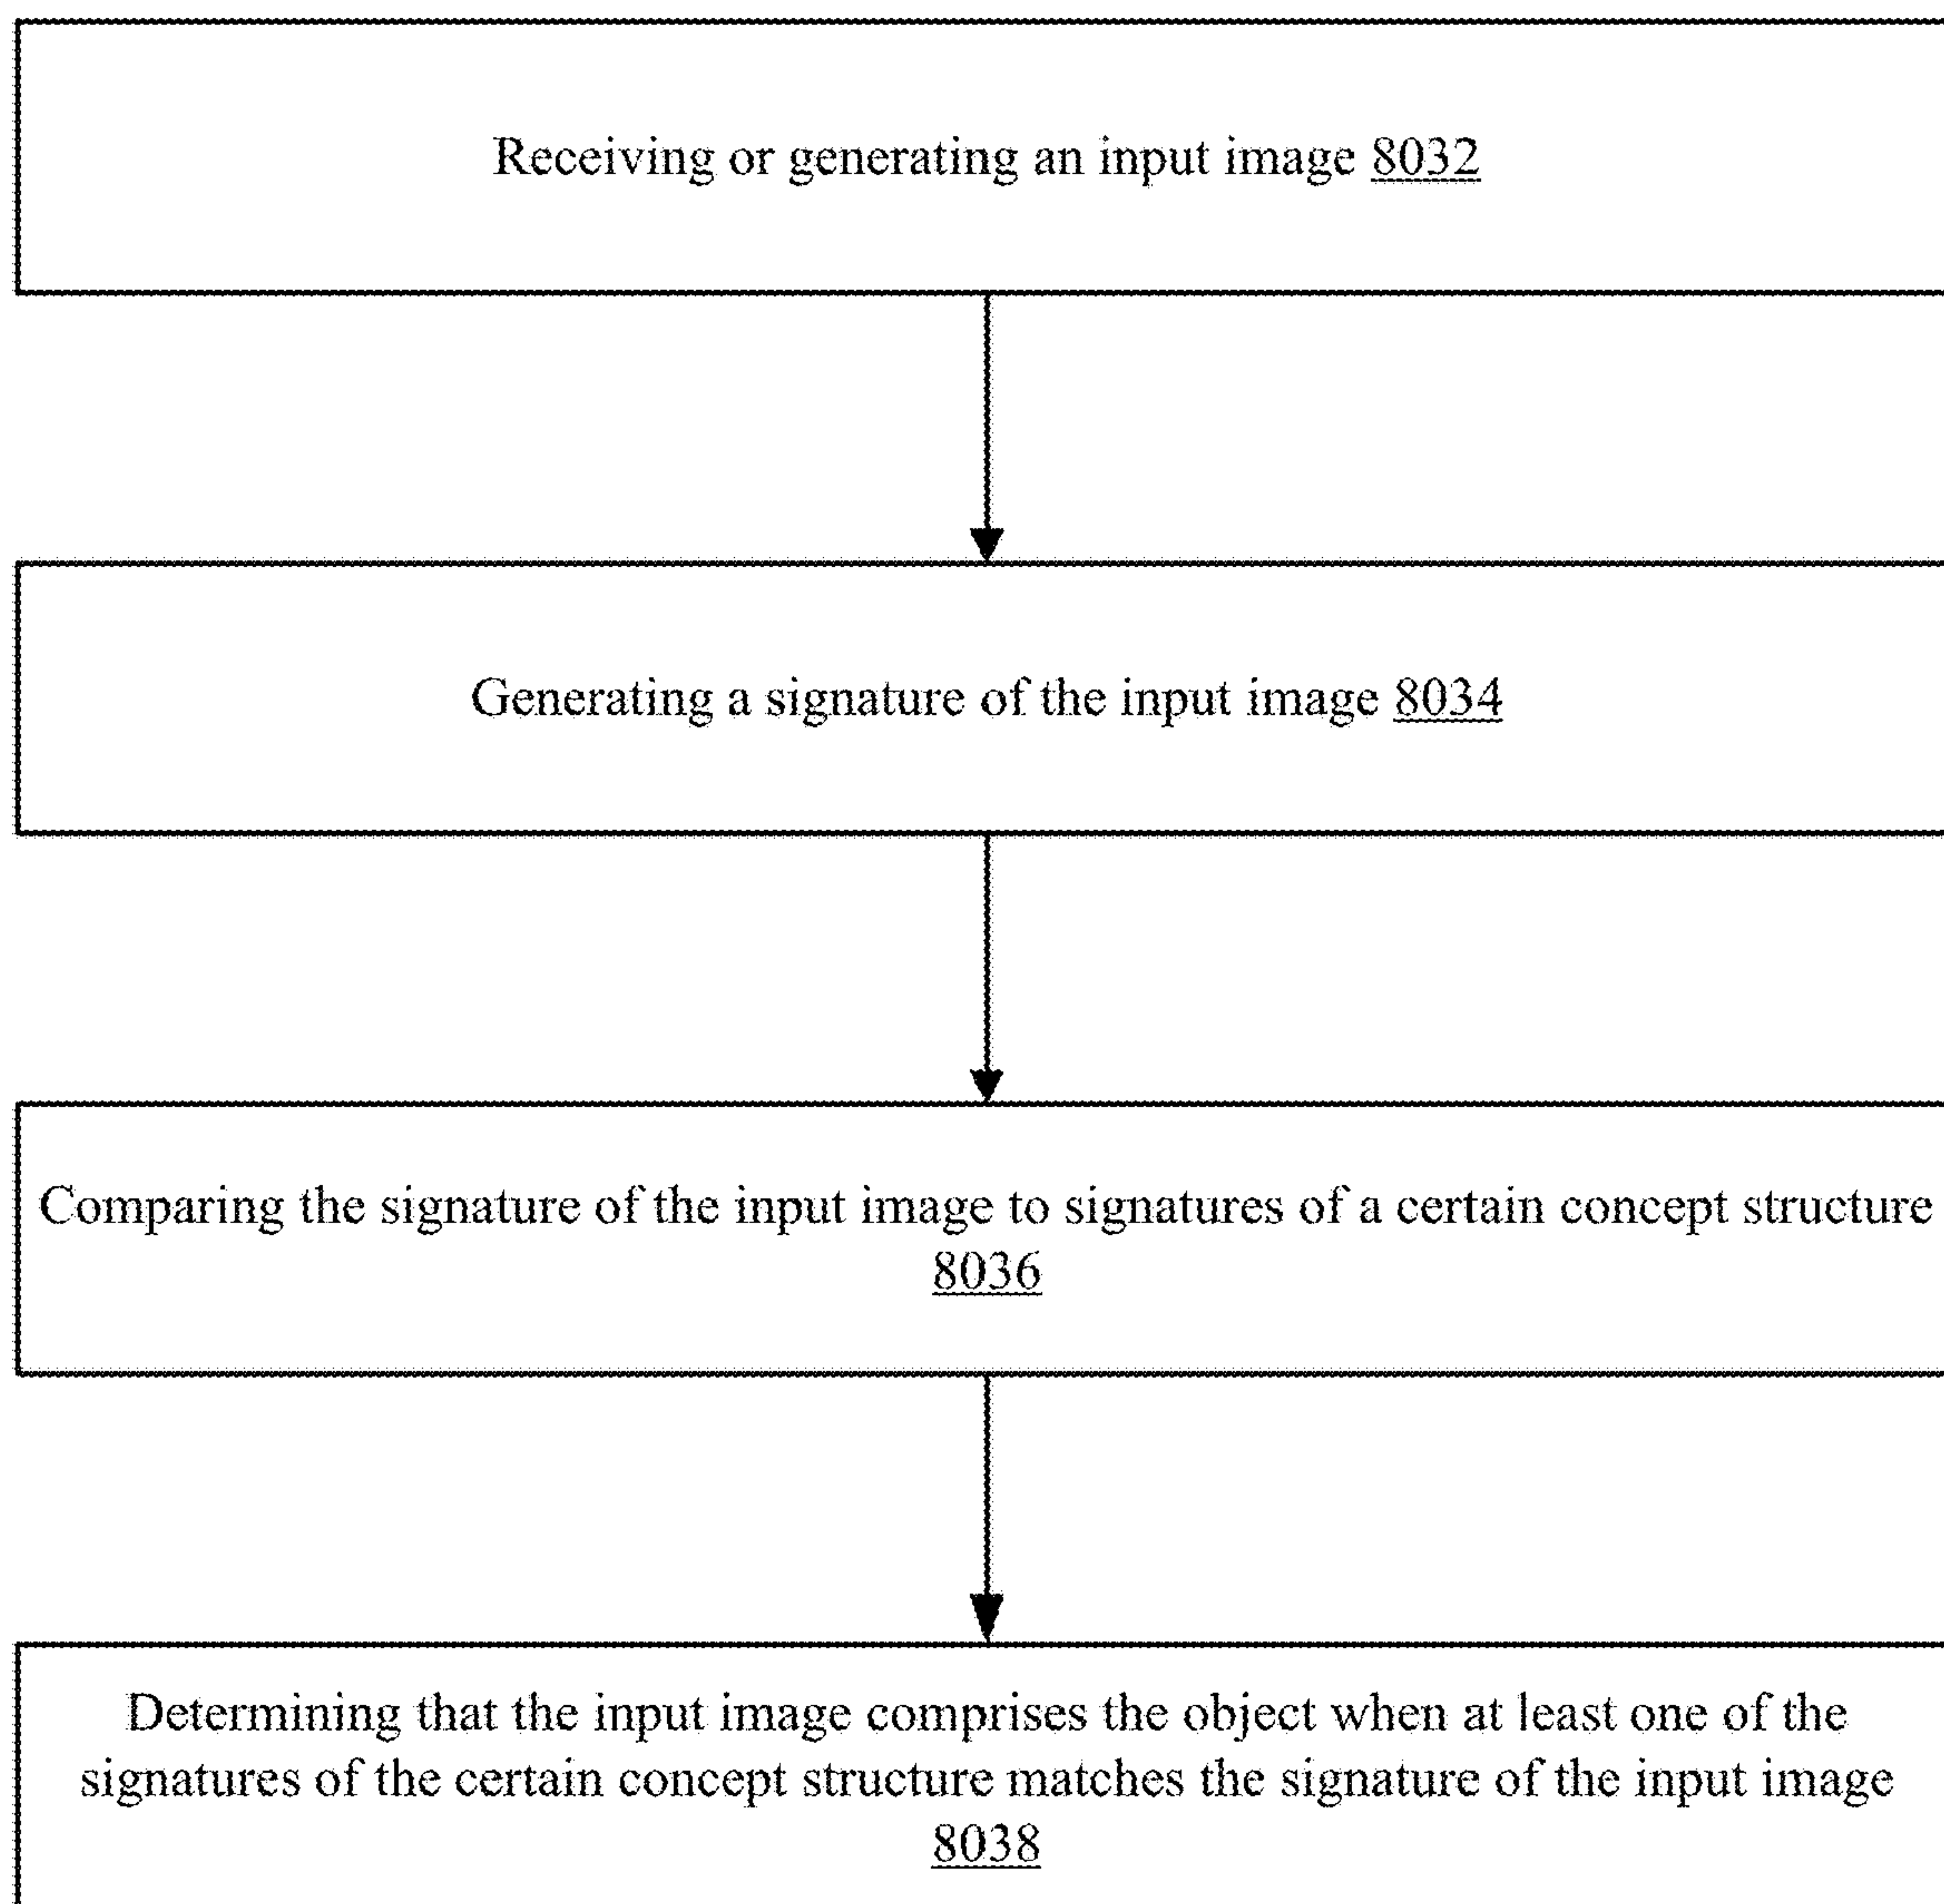 Receiving or generating an input image 8032
Generating a signature of the input image 8034
Comparing the signature of the input image to signatures of a certain concept structure
8036
Determining that the input image comprises the object when at least one of the
signatures of the certain concept structure matches the signature of the input image
8038